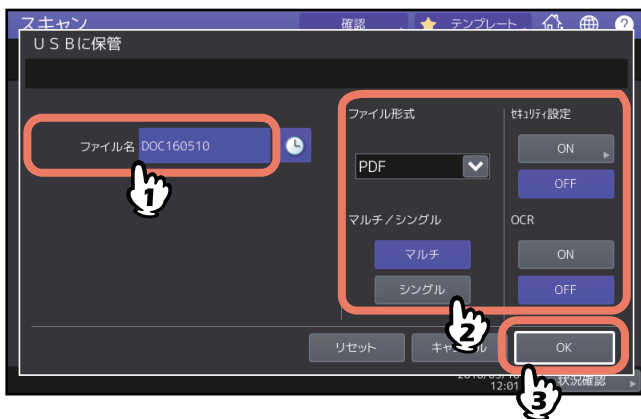 スキャン 確認 テンプレート ?
USBに保管
ファイル形式 セキュリティ設定
ファイル名 DOC160510
ON
PDF
OFF
マルチ/シングル OCR
マルチ ON
シングル OFF
リセット OK
12:01 状況確認
1
2
3